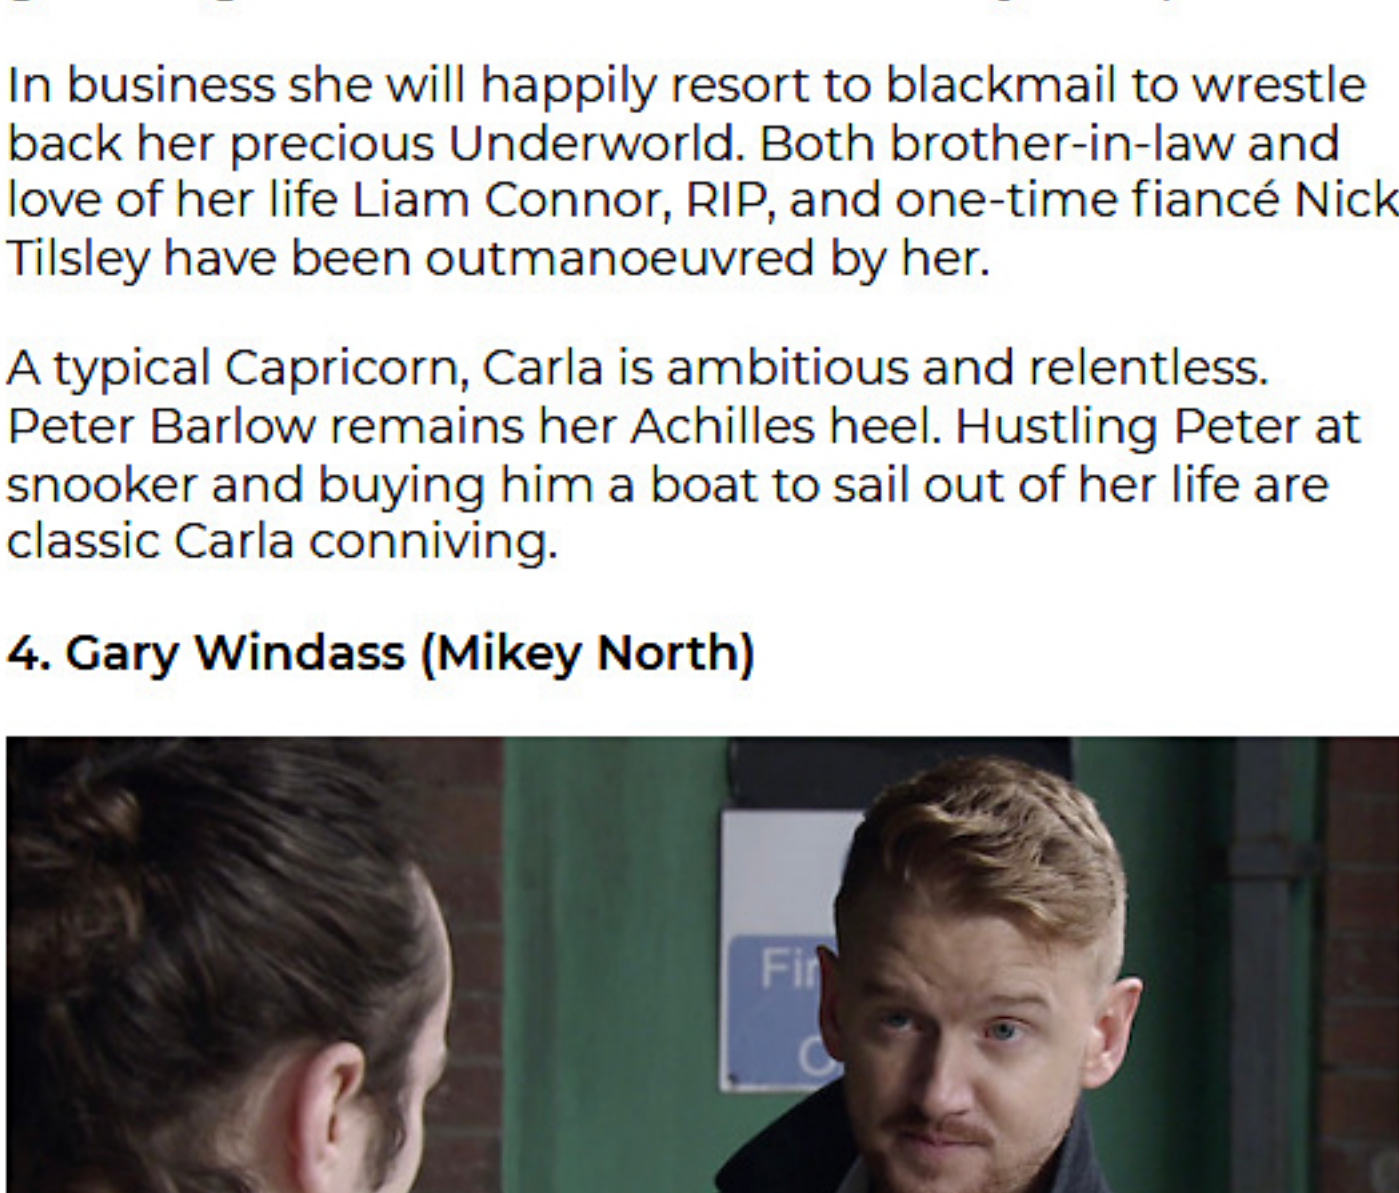 In business she will happily resort to blackmail to wrestle
back her precious Underworld. Both brother-in-law and
love of her life Liam Connor, RIP, and one-time fiancé Nick
Tilsley have been outmanoeuvred by her.
A typical Capricorn, Carla is ambitious and relentless.
Peter Barlow remains her Achilles heel. Hustling Peter at
snooker and buying him a boat to sail out of her life are
classic Carla conniving.
4. Gary Windass (Mikey North)